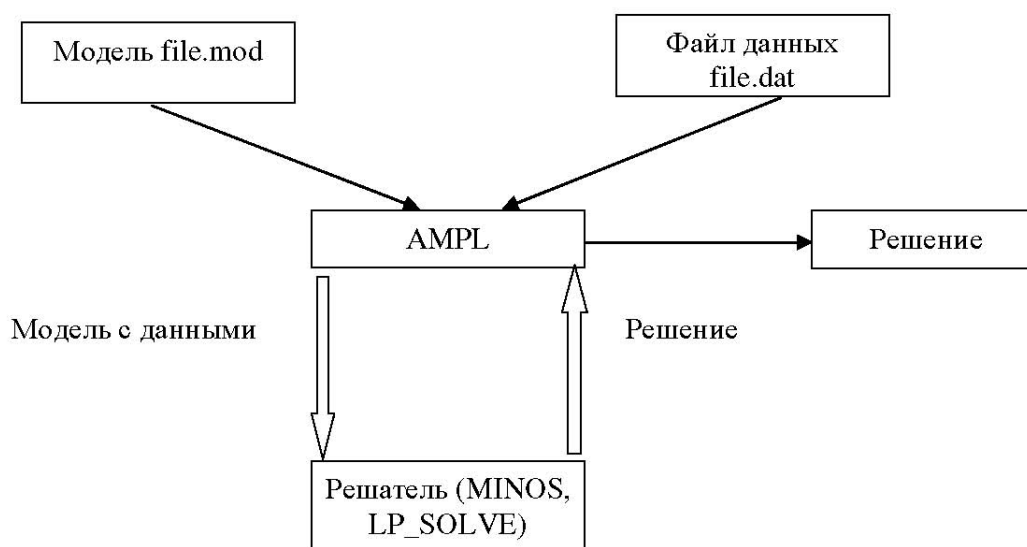 Модель file.mod
Файл данных
file.dat
AMPL
Решение
Модель с данными
Решение
Решатель (MINOS,
LP_SOLVE)